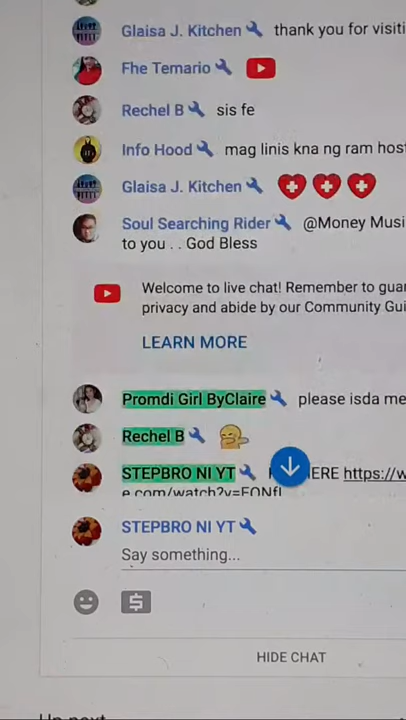 Glaisa J. Kitchen thank you for visiti
Fhe Temario
Rechel B sis fe
Info Hood mag linis kna ng ram hos
Glaisa J. Kitchen
Soul Searching Rider @Money Musi
to you . . God Bless
Welcome to live chat! Remember to gua
privacy and abide by our Community Gui
LEARN MORE
Promdi Girl ByClaire please isda me
Rechel B
STEPBRO NI YT ERE https://w
e.com/watch?v=
STEPBRO NI YT
Say something...
HIDE CHAT
Up next